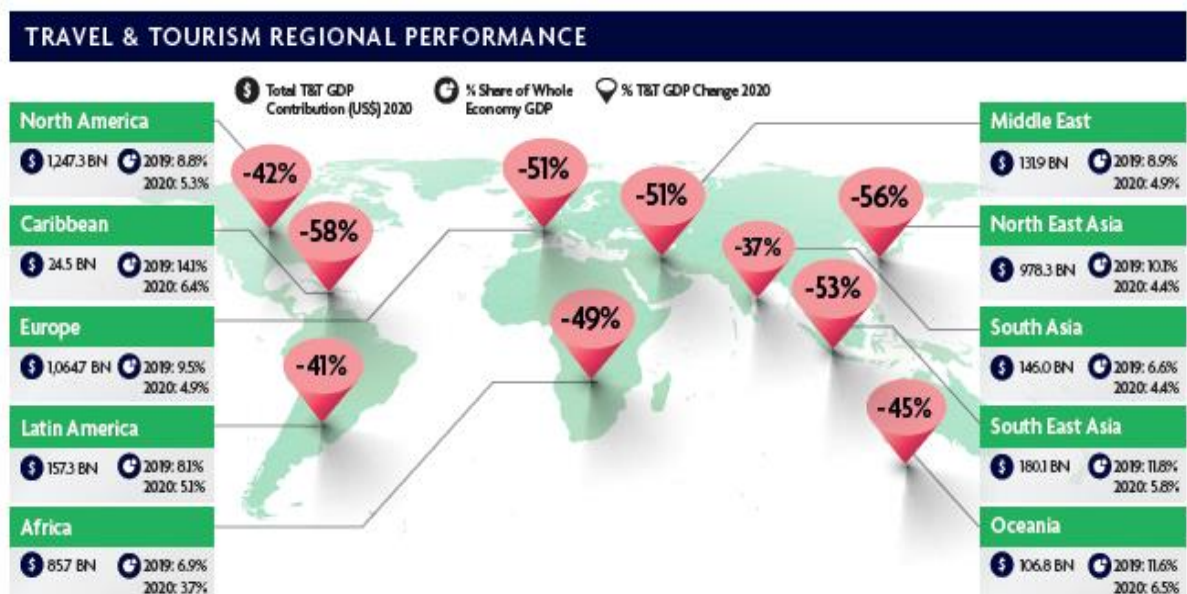 TRAVEL & TOURISM REGIONAL PERFORMANCE
Total T&T GDP
Contribution (US$) 2020
% Share of Whole
Economy GDP
% T&T GDP Change 2020
North America
1,247.3 BN
2019: 8.8%
2020: 5.3%
Caribbean
24.5 BN
2019: 14.1%
2020: 6.4%
Europe
1,064.7 BN
2019: 9.5%
2020: 4.9%
Latin America
157.3 BN
2019: 8.1%
2020: 5.1%
Africa
85.7 BN
2019: 6.9%
2020: 3.7%
-42%
-58%
-51%
-51%
-56%
-37%
-53%
-49%
-41%
-45%
Middle East
131.9 BN
2019: 8.9%
2020: 4.9%
North East Asia
978.3 BN
2019: 10.1%
2020: 4.4%
South Asia
146.0 BN
2019: 6.6%
2020: 4.4%
South East Asia
180.1 BN
2019: 11.8%
2020: 5.8%
Oceania
106.8 BN
2019: 11.6%
2020: 6.5%